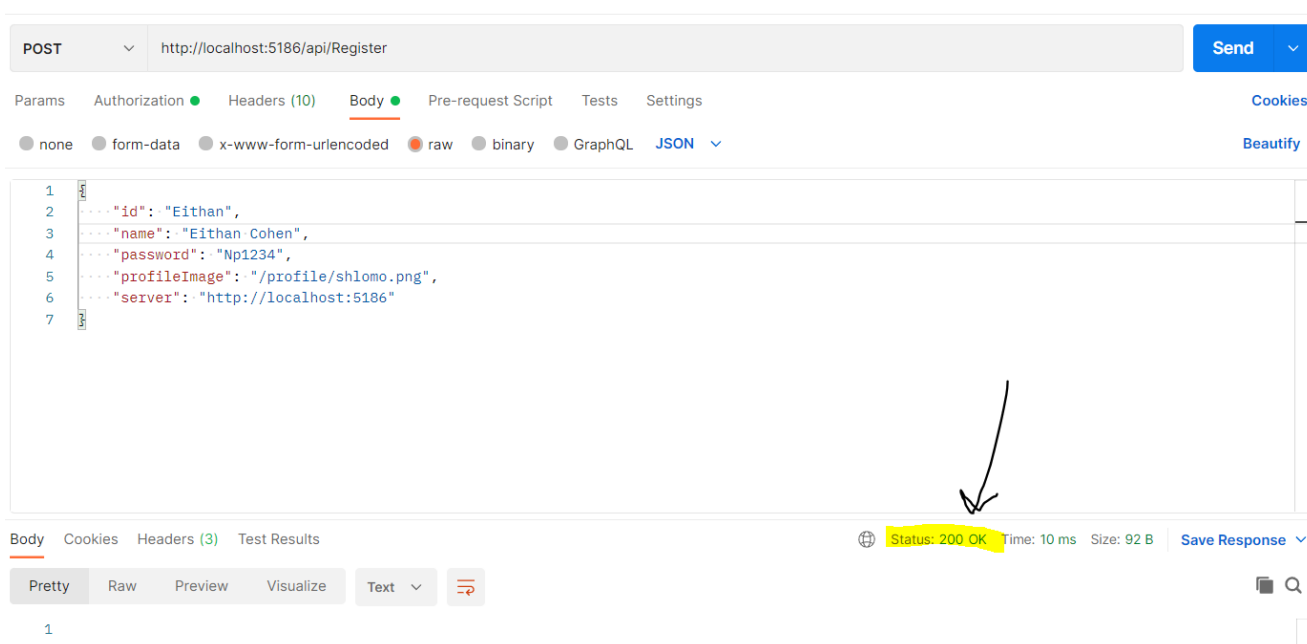 POST http://localhost:5186/api/Register Send
Params Authorization Headers (10) Body Pre-request Script Tests Settings Cookies
none form-data x-www-form-urlencoded raw binary GraphQL JSON Beautify
1 {
2 "id": "Eithan",
3 "name": "Eithan Cohen",
4 "password": "Np1234",
5 "profileImage": "/profile/shlomo.png",
6 "server": "http://localhost:5186"
7 }
Body Cookies Headers (3) Test Results Status: 200 OK Time: 10 ms Size: 92 B Save Response
Pretty Raw Preview Visualize Text
1